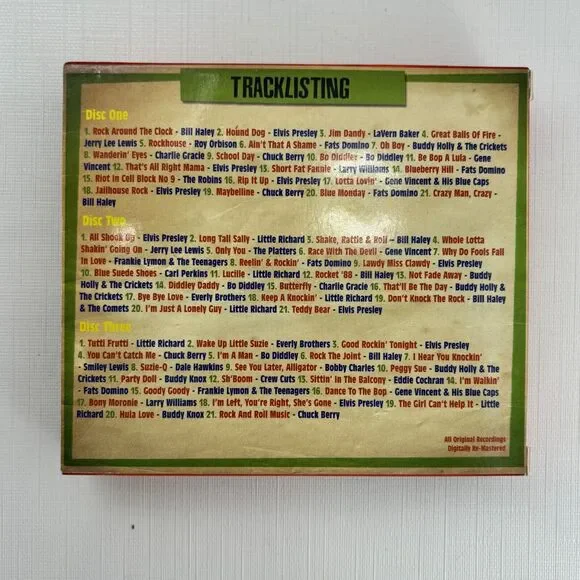 TRACKLISTING
Disc One
1. Rock Around The Clock - Bill Haley 2. Hound Dog - Elvis Presley 3. Jim Dandy - LaVern Baker 4. Great Balls Of Fire -
Jerry Lee Lewis 5. Rockhouse - Roy Orbison 6. Ain't That A Shame - Fats Domino 7. Oh Boy - Buddy Holly & The Crickets
8. Wanderin' Eyes - Charlie Gracie 9. School Day - Chuck Berry 10. Bo Diddley - Bo Diddley 11. Be Bop A Lula - Gene
Vincent 12. That's All Right Mama - Elvis Presley 13. Short Fat Fannie - Larry Williams 14. Blueberry Hill - Fats Domino
15. Riot In Cell Block No 9 - The Robins 16. Rip It Up - Elvis Presley 17. Lotta Lovin' - Gene Vincent & His Blue Caps
18. Jailhouse Rock - Elvis Presley 19. Maybelline - Chuck Berry 20. Blue Monday - Fats Domino 21. Crazy Man, Crazy -
Bill Haley
Disc Two
1. All Shook Up - Elvis Presley 2. Long Tall Sally - Little Richard 3. Shake, Rattle & Roll - Bill Haley 4. Whole Lotta
Shakin' Going On - Jerry Lee Lewis 5. Only You - The Platters 6. Race With The Devil - Gene Vincent 7. Why Do Fools Fall
In Love - Frankie Lymon & The Teenagers 8. Reelin' & Rockin' - Fats Domino 9. Lawdy Miss Clawdy - Elvis Presley
10. Blue Suede Shoes - Carl Perkins 11. Lucille - Little Richard 12. Rocket '88 - Bill Haley 13. Not Fade Away - Buddy
Holly & The Crickets 14. Diddley Daddy - Bo Diddley 15. Butterfly - Charlie Gracie 16. That'll Be The Day - Buddy Holly &
The Crickets 17. Bye Bye Love - Everly Brothers 18. Keep A Knockin' - Little Richard 19. Don't Knock The Rock - Bill Haley
& The Comets 20. I'm Just A Lonely Guy - Little Richard 21. Teddy Bear - Elvis Presley
Disc Three
1. Tutti Frutti - Little Richard 2. Wake Up Little Suzie - Everly Brothers 3. Good Rockin' Tonight - Elvis Presley
4. You Can't Catch Me - Chuck Berry 5. I'm A Man - Bo Diddley 6. Rock The Joint - Bill Haley 7. I Hear You Knockin'
- Smiley Lewis 8. Suzie-Q - Dale Hawkins 9. See You Later, Alligator - Bobby Charles 10. Peggy Sue - Buddy Holly & The
Crickets 11. Party Doll - Buddy Knox 12. Sh'Boom - Crew Cuts 13. Sittin' In The Balcony - Eddie Cochran 14. I'm Walkin'
- Fats Domino 15. Goody Goody - Frankie Lymon & The Teenagers 16. Dance To The Bop - Gene Vincent & His Blue Caps
17. Bony Moronie - Larry Williams 18. I'm Left, You're Right, She's Gone - Elvis Presley 19. The Girl Can't Help It - Little
Richard 20. Hula Love - Buddy Knox 21. Rock And Roll Music - Chuck Berry
All Original Recordings
Digitally Re-Mastered